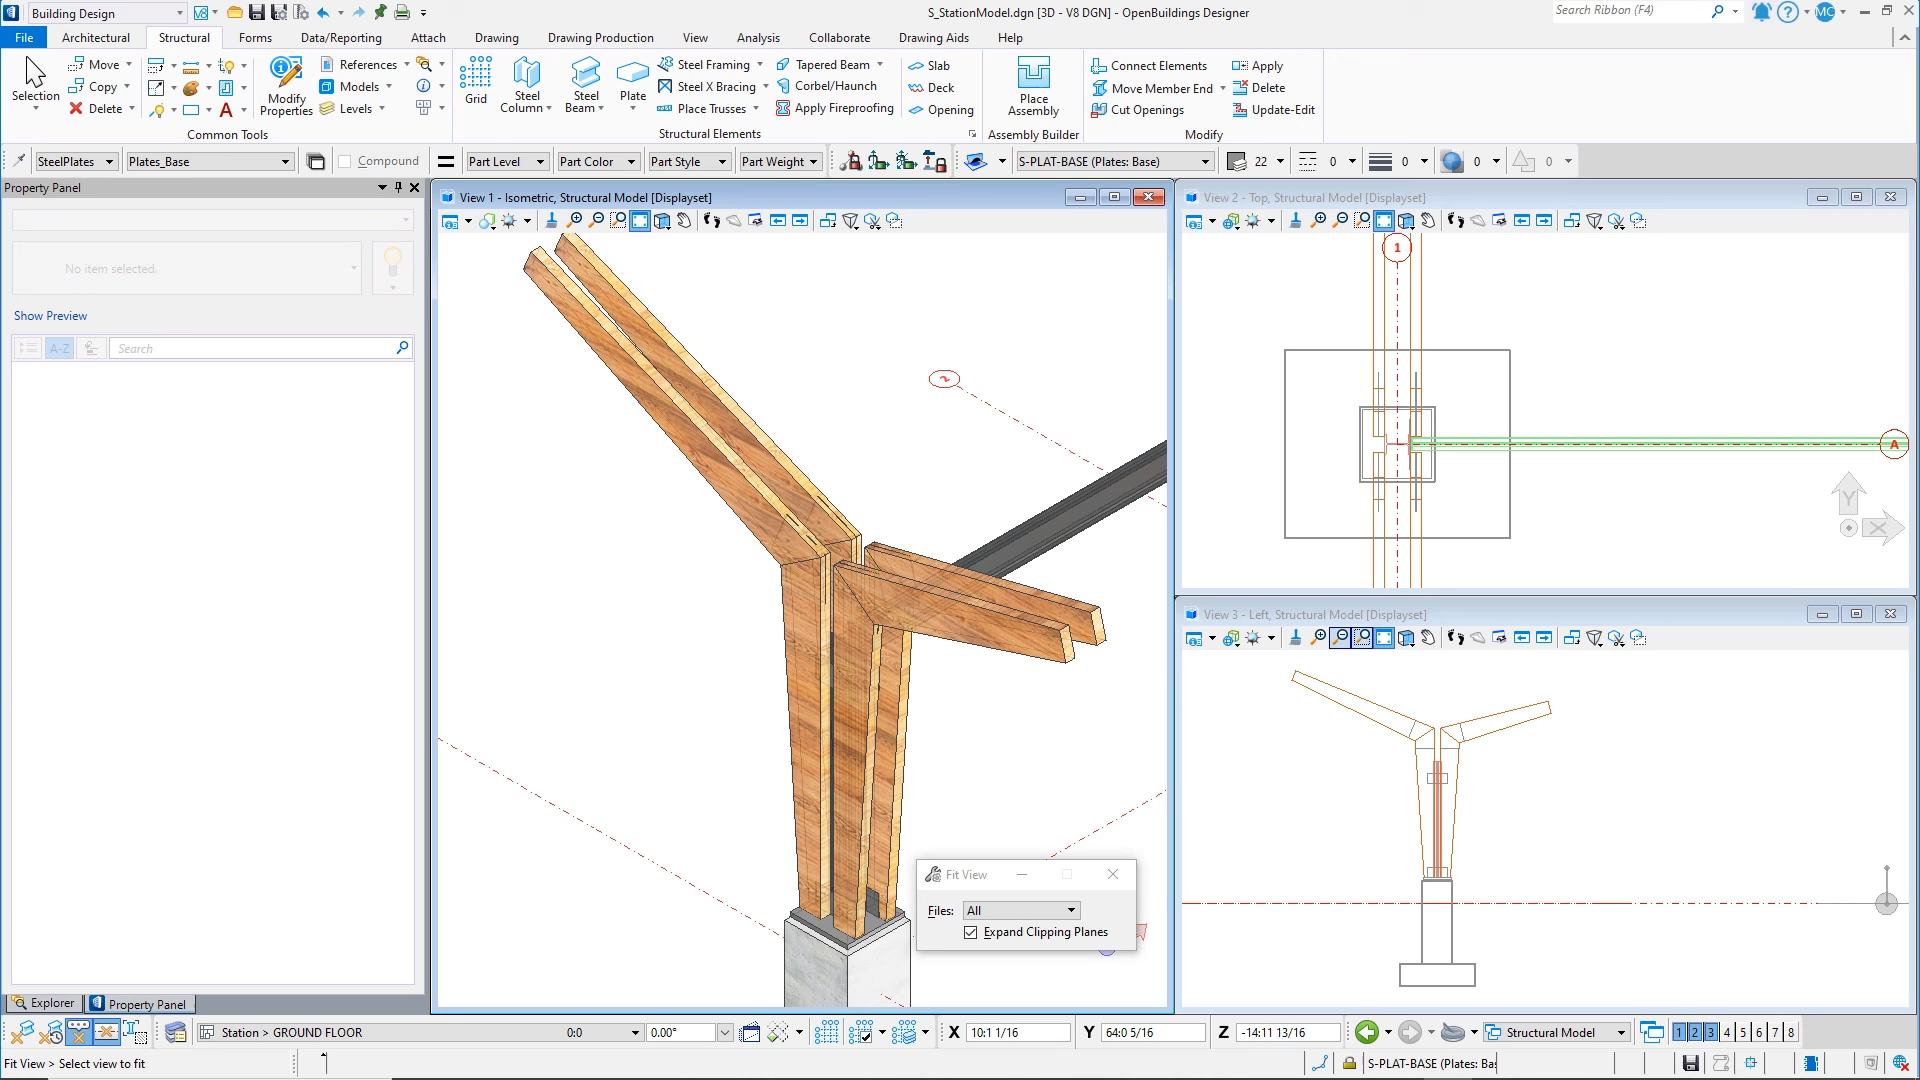 Building Design
S_StationModel.dgn [3D - V8 DGN] - OpenBuildings Designer
Search Ribbon (F4)
MC
File
Architectural
Structural
Forms
Data/Reporting
Attach
Drawing
Drawing Production
View
Analysis
Collaborate
Drawing Aids
Help
Selection
Move
Copy
Delete
Modify Properties
References
Models
Levels
Common Tools
Grid
Steel Column
Steel Beam
Plate
Steel Framing
Steel X Bracing
Place Trusses
Tapered Beam
Corbel/Haunch
Apply Fireproofing
Slab
Deck
Opening
Structural Elements
Place Assembly
Assembly Builder
Connect Elements
Move Member End
Cut Openings
Apply
Delete
Update-Edit
Modify
SteelPlates
Plates_Base
Compound
Part Level
Part Color
Part Style
Part Weight
S-PLAT-BASE (Plates: Base)
22
0
0
0
0
Property Panel
No item selected.
Show Preview
A-Z
Search
View 1 - Isometric, Structural Model [Displayset]
2
Fit View
Files:
All
Expand Clipping Planes
View 2 - Top, Structural Model [Displayset]
1
A
Y
X
View 3 - Left, Structural Model [Displayset]
Explorer
Property Panel
Station > GROUND FLOOR
0:0
0.00°
X
10:1 1/16
Y
64:0 5/16
Z
-14:11 13/16
Structural Model
1 2 3 4 5 6 7 8
Fit View > Select view to fit
S-PLAT-BASE (Plates: Bas